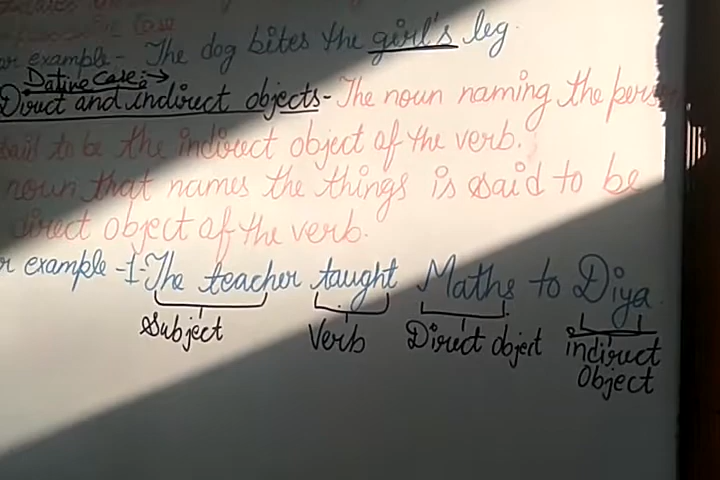 case
example - The dog bites the girl's leg.
Dative case:→
Direct and indirect objects - The noun naming the
said to be the indirect object of the verb.
noun that names the things is said to be
direct object of the verb.
example - I - The teacher taught Maths to Diya
Subject Verb Direct object indirect
Object